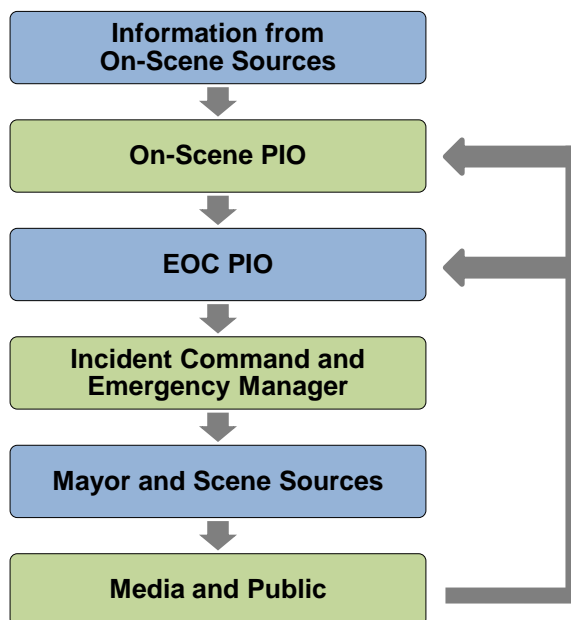 Information from
On-Scene Sources
On-Scene PIO
EOC PIO
Incident Command and
Emergency Manager
Mayor and Scene Sources
Media and Public